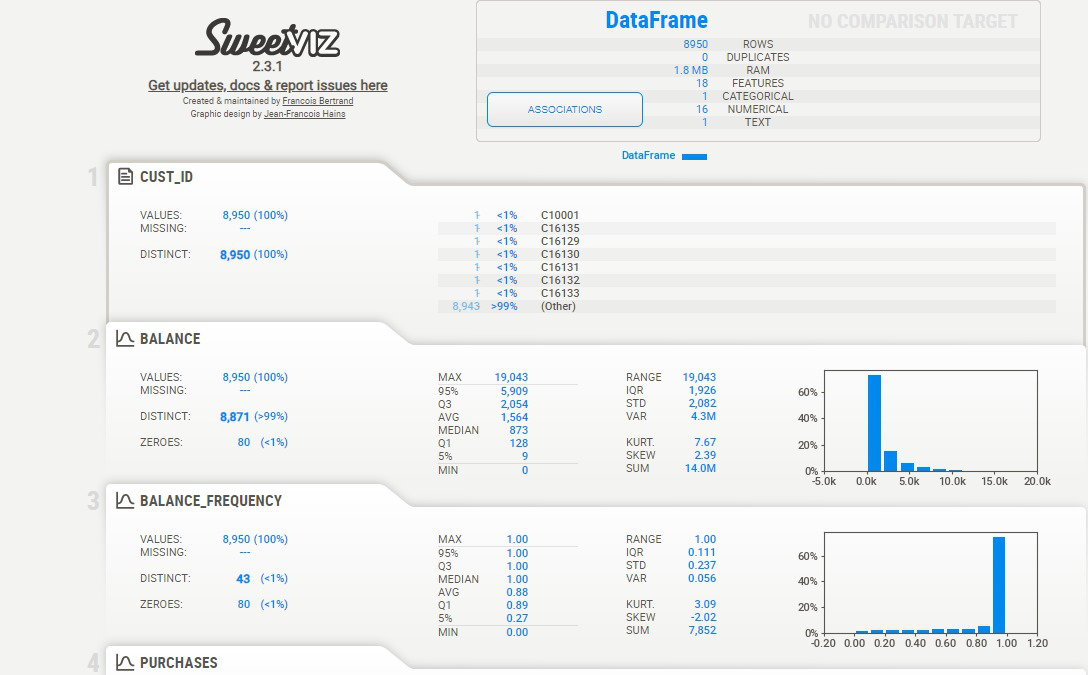 SweetVIZ
2.3.1
Get updates, docs & report issues here
Created & maintained by Francois Bertrand
Graphic design by Jean-Francois Hains
DataFrame NO COMPARISON TARGET
8950 ROWS
0 DUPLICATES
1.8 MB RAM
18 FEATURES
1 CATEGORICAL
16 NUMERICAL
1 TEXT
ASSOCIATIONS
DataFrame
1 CUST_ID
VALUES: 8,950 (100%)
MISSING: ---
DISTINCT: 8,950 (100%)
1 <1% C10001
1 <1% C16135
1 <1% C16129
1 <1% C16130
1 <1% C16131
1 <1% C16132
1 <1% C16133
8,943 >99% (Other)
2 BALANCE
VALUES: 8,950 (100%)
MISSING: ---
DISTINCT: 8,871 (>99%)
ZEROES: 80 (<1%)
MAX 19,043
95% 5,909
Q3 2,054
AVG 1,564
MEDIAN 873
Q1 128
5% 9
MIN 0
RANGE 19,043
IQR 1,926
STD 2,082
VAR 4.3M
KURT. 7.67
SKEW 2.39
SUM 14.0M
60%
40%
20%
0%
-5.0k 0.0k 5.0k 10.0k 15.0k 20.0k
3 BALANCE_FREQUENCY
VALUES: 8,950 (100%)
MISSING: ---
DISTINCT: 43 (<1%)
ZEROES: 80 (<1%)
MAX 1.00
95% 1.00
Q3 1.00
MEDIAN 1.00
AVG 0.88
Q1 0.89
5% 0.27
MIN 0.00
RANGE 1.00
IQR 0.111
STD 0.237
VAR 0.056
KURT. 3.09
SKEW -2.02
SUM 7,852
60%
40%
20%
0%
-0.20 0.00 0.20 0.40 0.60 0.80 1.00 1.20
4 PURCHASES